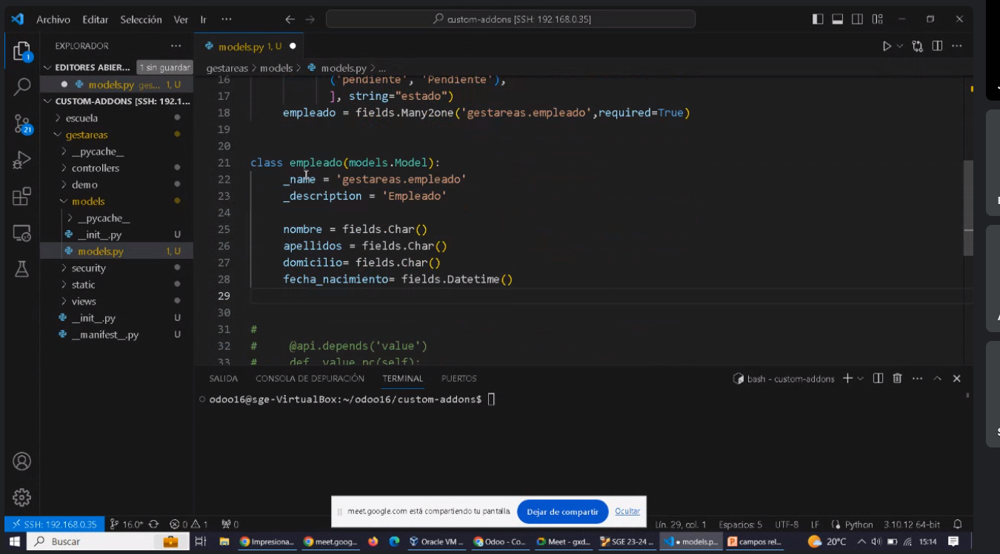 Archivo Editar Selección Ver Ir ··· custom-addons [SSH: 192.168.0.35]
EXPLORADOR ··· models.py 1, U
EDITORES ABIER... 1 sin guardar
gestareas > models > models.py > ...
models.py ges... 1, U
CUSTOM-ADDONS [SSH: 192.1...
escuela
gestareas
__pycache__
controllers
demo
models
__pycache__
__init__.py U
models.py 1, U
security
static
views
__init__.py U
__manifest__.py U
16 ('pendiente', 'Pendiente'),
17 ], string="estado")
18 empleado = fields.Many2one('gestareas.empleado',required=True)
19
20
21 class empleado(models.Model):
22 _name = 'gestareas.empleado'
23 _description = 'Empleado'
24
25 nombre = fields.Char()
26 apellidos = fields.Char()
27 domicilio= fields.Char()
28 fecha_nacimiento= fields.Datetime()
29
30
31 #
32 # @api.depends('value')
33 # def _value_pc(self):
SALIDA CONSOLA DE DEPURACIÓN TERMINAL PUERTOS bash - custom-addons
odoo16@sge-VirtualBox:~/odoo16/custom-addons$
meet.google.com está compartiendo tu pantalla. Dejar de compartir Ocultar
SSH: 192.168.0.35 16.0* 0 1 0 Lín. 29, col. 1 Espacios: 5 UTF-8 LF Python 3.10.12 64-bit
Buscar Impresiona... meet.goog... Oracle VM ... Odoo - Co... Meet - gxd... SGE 23-24 ... models.p... campos rel... 20°C 15:14